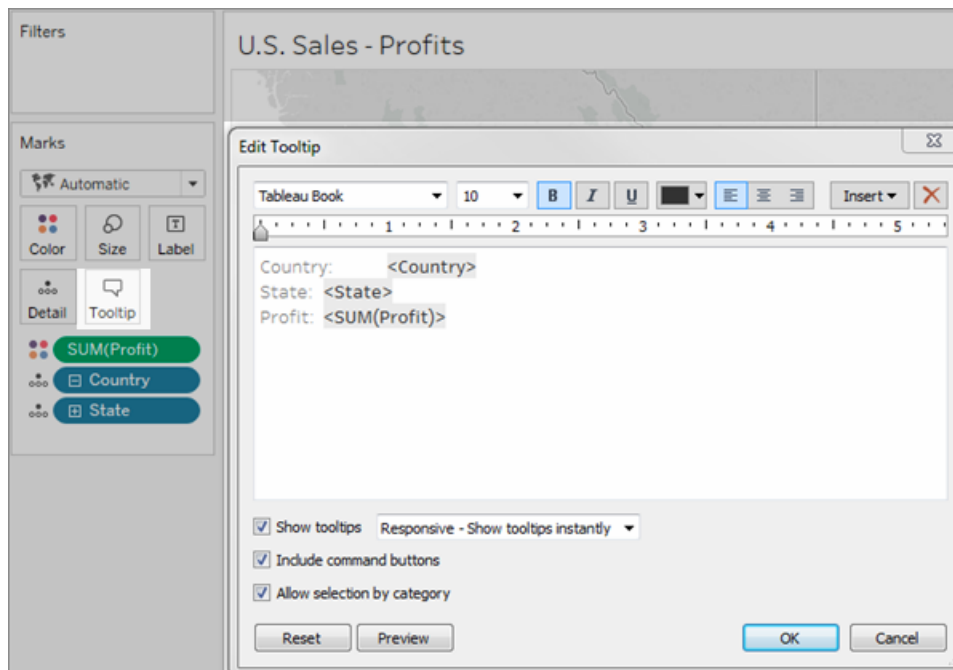 Filters
U.S. Sales - Profits
Marks
Automatic
Color Size Label
Detail Tooltip
SUM(Profit)
Country
State
Edit Tooltip
Tableau Book 10 B I U Insert
1 2 3 4 5
Country: <Country>
State: <State>
Profit: <SUM(Profit)>
Show tooltips Responsive - Show tooltips instantly
Include command buttons
Allow selection by category
Reset Preview OK Cancel